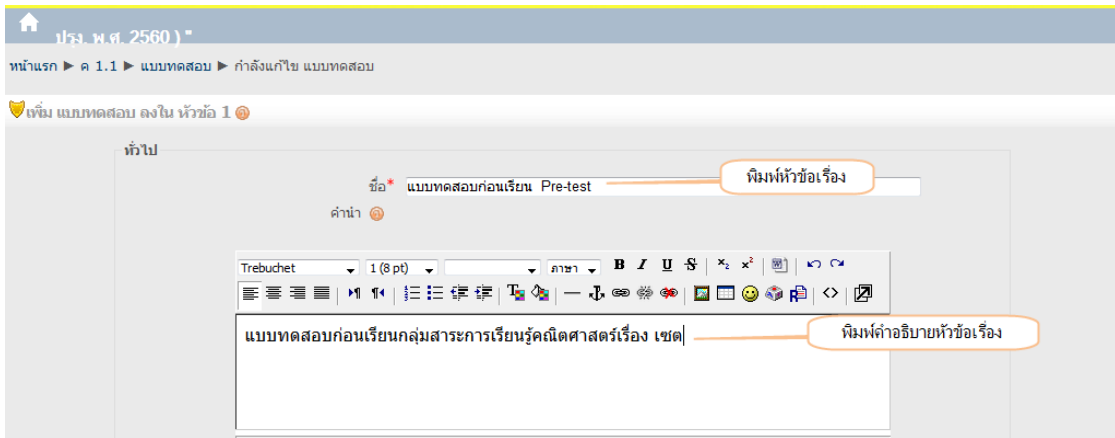 ปรุง พ.ศ. 2560 ) "
หน้าแรก ▶ ค 1.1 ▶ แบบทดสอบ ▶ กำลังแก้ไข แบบทดสอบ
เพิ่ม แบบทดสอบ ลงใน หัวข้อ 1
ทั่วไป
ชื่อ* แบบทดสอบก่อนเรียน Pre-test
พิมพ์หัวข้อเรื่อง
คำนำ
Trebuchet 1 (8 pt) ภาษา B I U S x₂ x²
แบบทดสอบก่อนเรียนกลุ่มสาระการเรียนรู้คณิตศาสตร์เรื่อง เซต
พิมพ์คำอธิบายหัวข้อเรื่อง